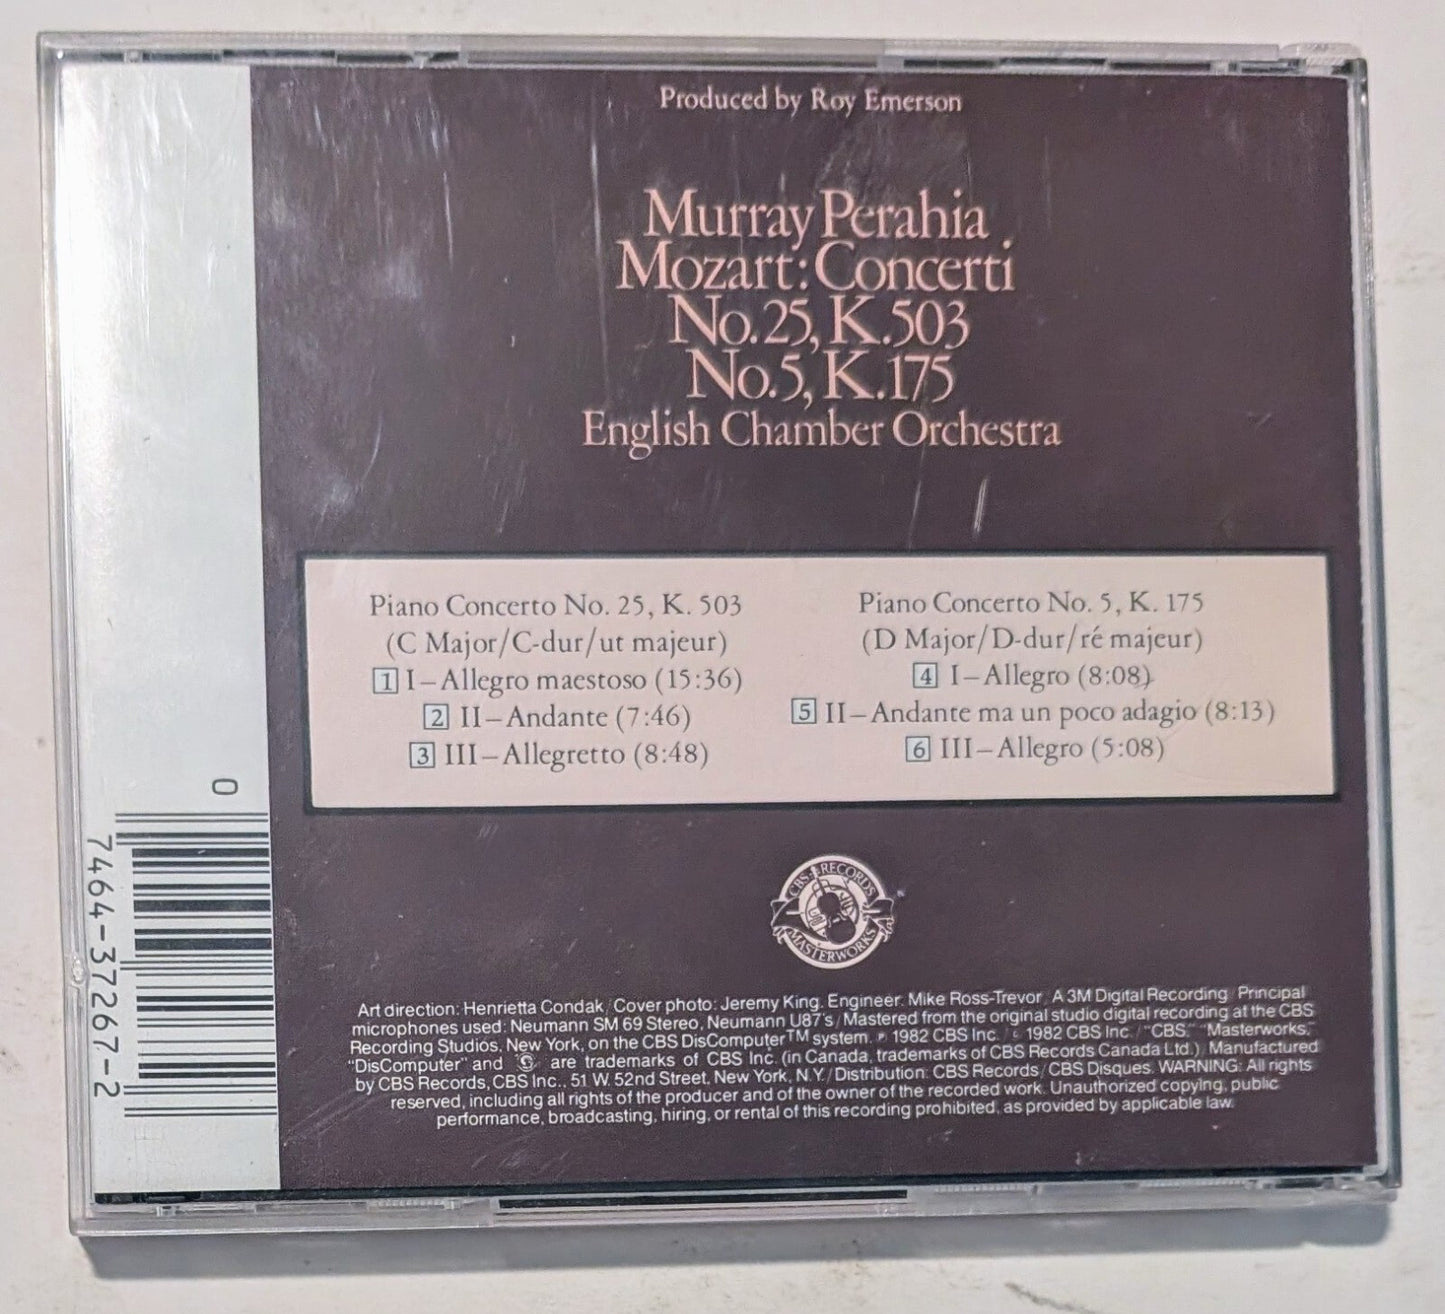 Produced by Roy Emerson
Murray Perahia
Mozart: Concerti
No. 25, K. 503
No. 5, K. 175
English Chamber Orchestra
Piano Concerto No. 25, K. 503
(C Major/C-dur/ut majeur)
1 I–Allegro maestoso (15:36)
2 II–Andante (7:46)
3 III–Allegretto (8:48)
Piano Concerto No. 5, K. 175
(D Major/D-dur/ré majeur)
4 I–Allegro (8:08)
5 II–Andante ma un poco adagio (8:13)
6 III–Allegro (5:08)
CBS RECORDS
MASTERWORKS
Art direction: Henrietta Condak/Cover photo: Jeremy King. Engineer: Mike Ross-Trevor/A 3M Digital Recording/Principal
microphones used: Neumann SM 69 Stereo, Neumann U87's/Mastered from the original studio digital recording at the CBS
Recording Studios, New York, on the CBS DisComputer™ system. ℗ 1982 CBS Inc./© 1982 CBS Inc./"CBS," "Masterworks,"
"DisComputer" and are trademarks of CBS Inc. (in Canada, trademarks of CBS Records Canada Ltd.). Manufactured
by CBS Records, CBS Inc., 51 W. 52nd Street, New York, N.Y./Distribution: CBS Records/CBS Disques. WARNING: All rights
reserved, including all rights of the producer and of the owner of the recorded work. Unauthorized copying, public
performance, broadcasting, hiring, or rental of this recording prohibited, as provided by applicable law.
0
7464-37267-2